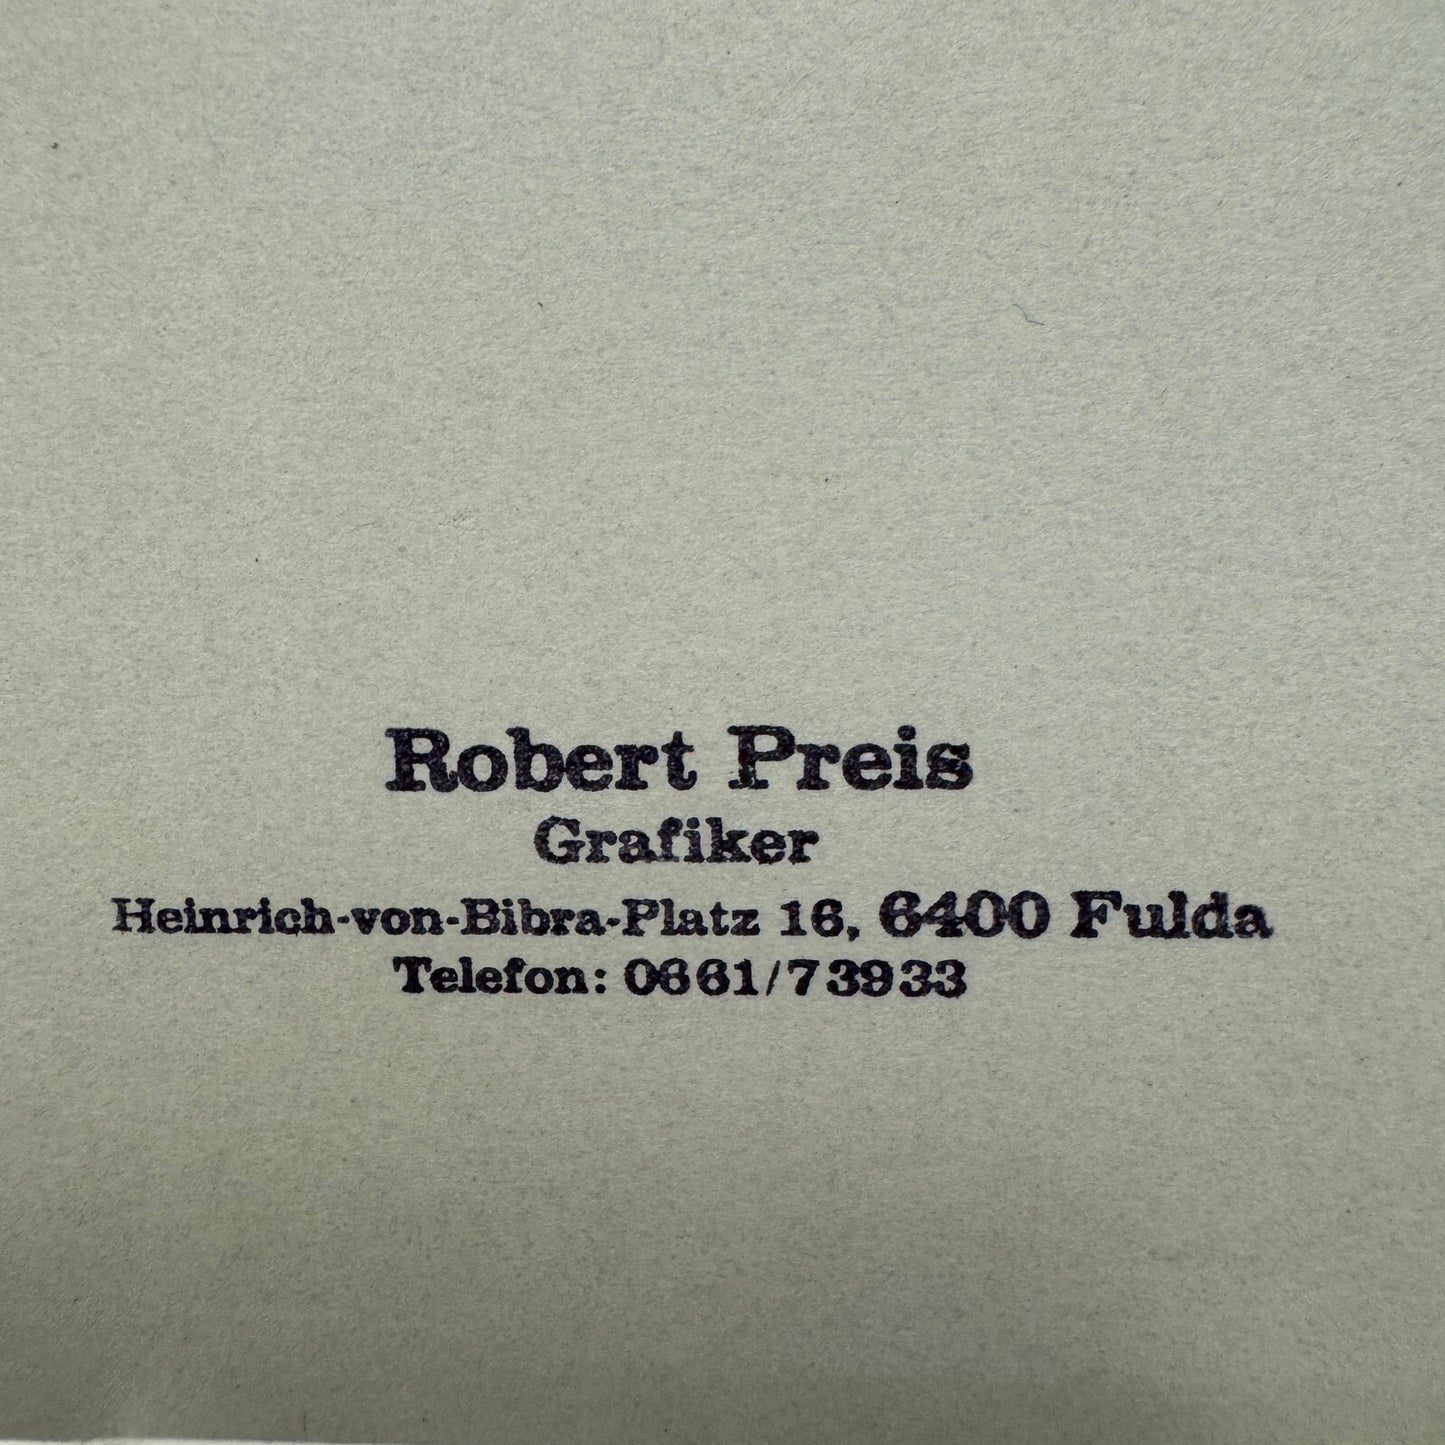 Robert Preis
Grafiker
Heinrich-von-Bibra-Platz 16, 6400 Fulda
Telefon: 0661/73933